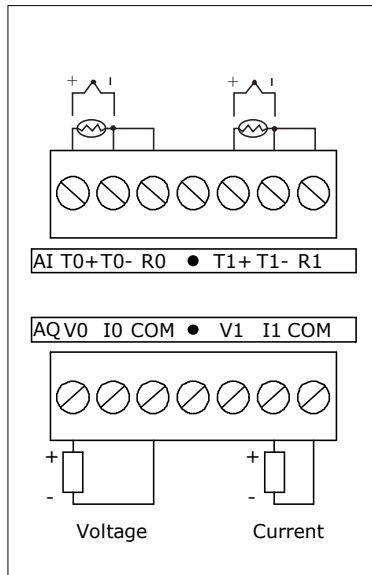 + - + -
AI T0+ T0- R0 ● T1+ T1- R1
AQ V0 I0 COM ● V1 I1 COM
+ +
- -
Voltage Current